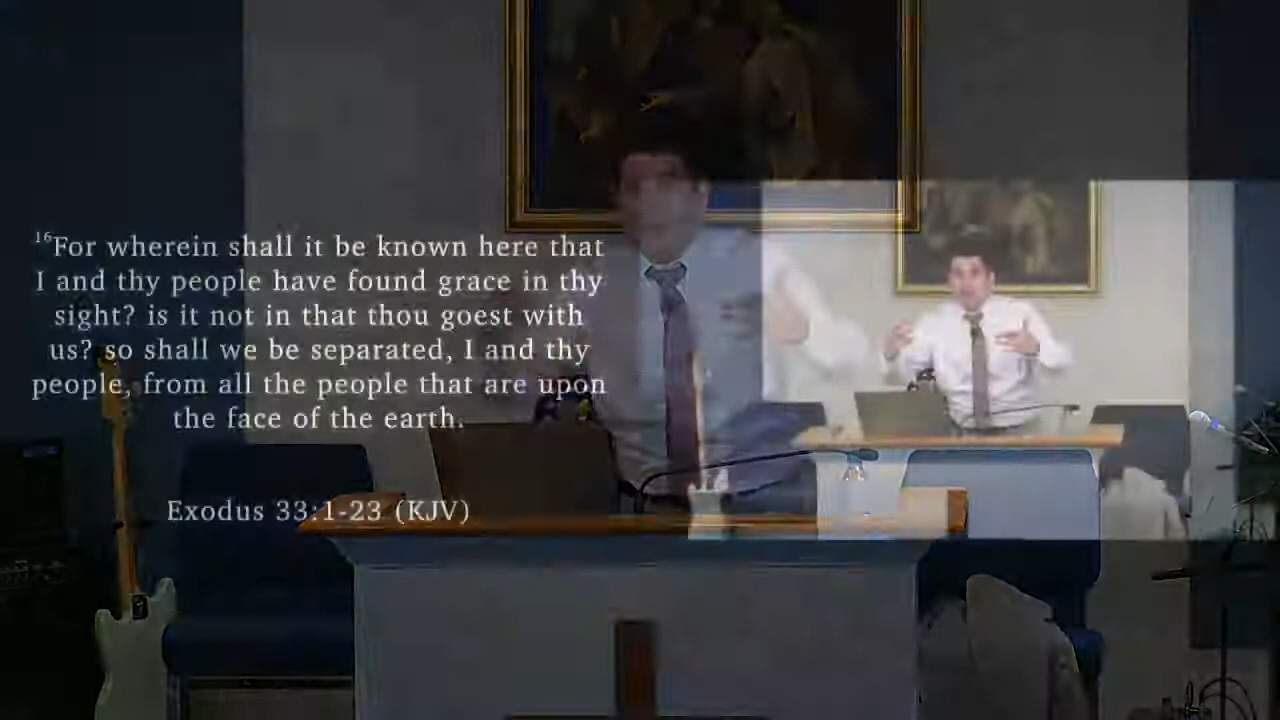 16For wherein shall it be known here that
I and thy people have found grace in thy
sight? is it not in that thou goest with
us? so shall we be separated, I and thy
people, from all the people that are upon
the face of the earth.
Exodus 33:1-23 (KJV)